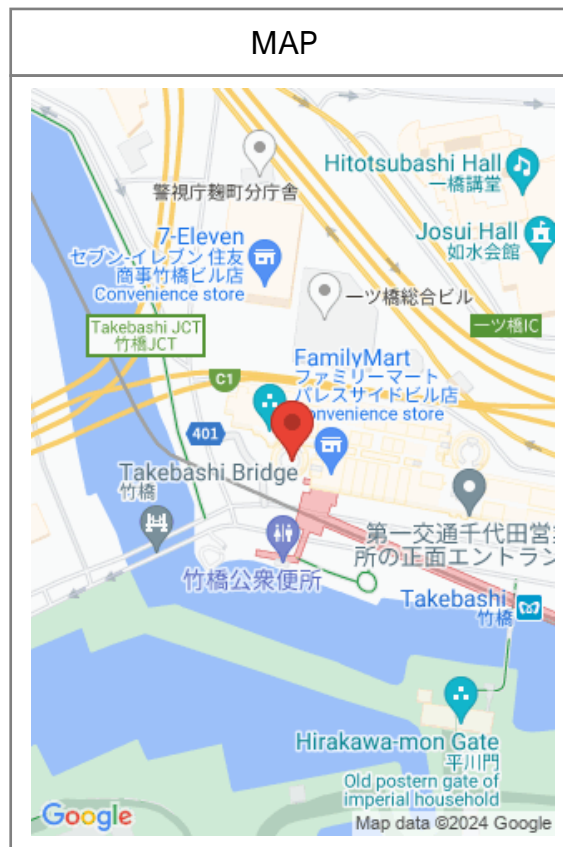 MAP
Hitotsubashi Hall
一橋講堂
警視庁麹町分庁舎
Josui Hall
如水会館
7-Eleven
セブン-イレブン 住友
商事竹橋ビル店
Convenience store
一ツ橋総合ビル
Takebashi JCT
竹橋JCT
一ツ橋IC
FamilyMart
ファミリーマート
パレスサイドビル店
onvenience store
C1
401
Takebashi Bridge
竹橋
第一交通千代田営業
所の正面エントラン
竹橋公衆便所
Takebashi
竹橋
Hirakawa-mon Gate
平川門
Old postern gate of
imperial household
Google
Map data ©2024 Google